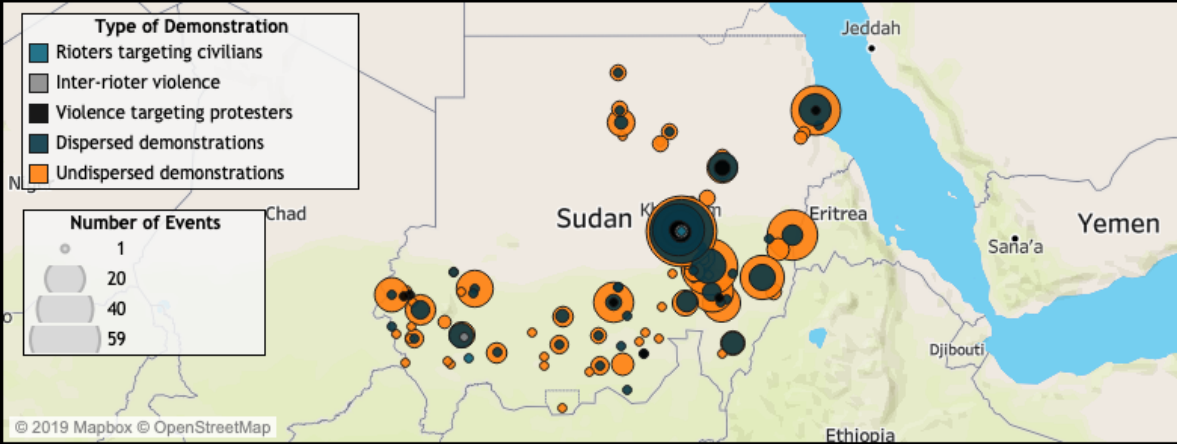 Type of Demonstration
Rioters targeting civilians
Inter-rioter violence
Violence targeting protesters
Dispersed demonstrations
Undispersed demonstrations
Number of Events
1
20
40
59
Jeddah
Chad
Sudan
Eritrea
Yemen
Sana'a
Djibouti
Ethiopia
© 2019 Mapbox © OpenStreetMap